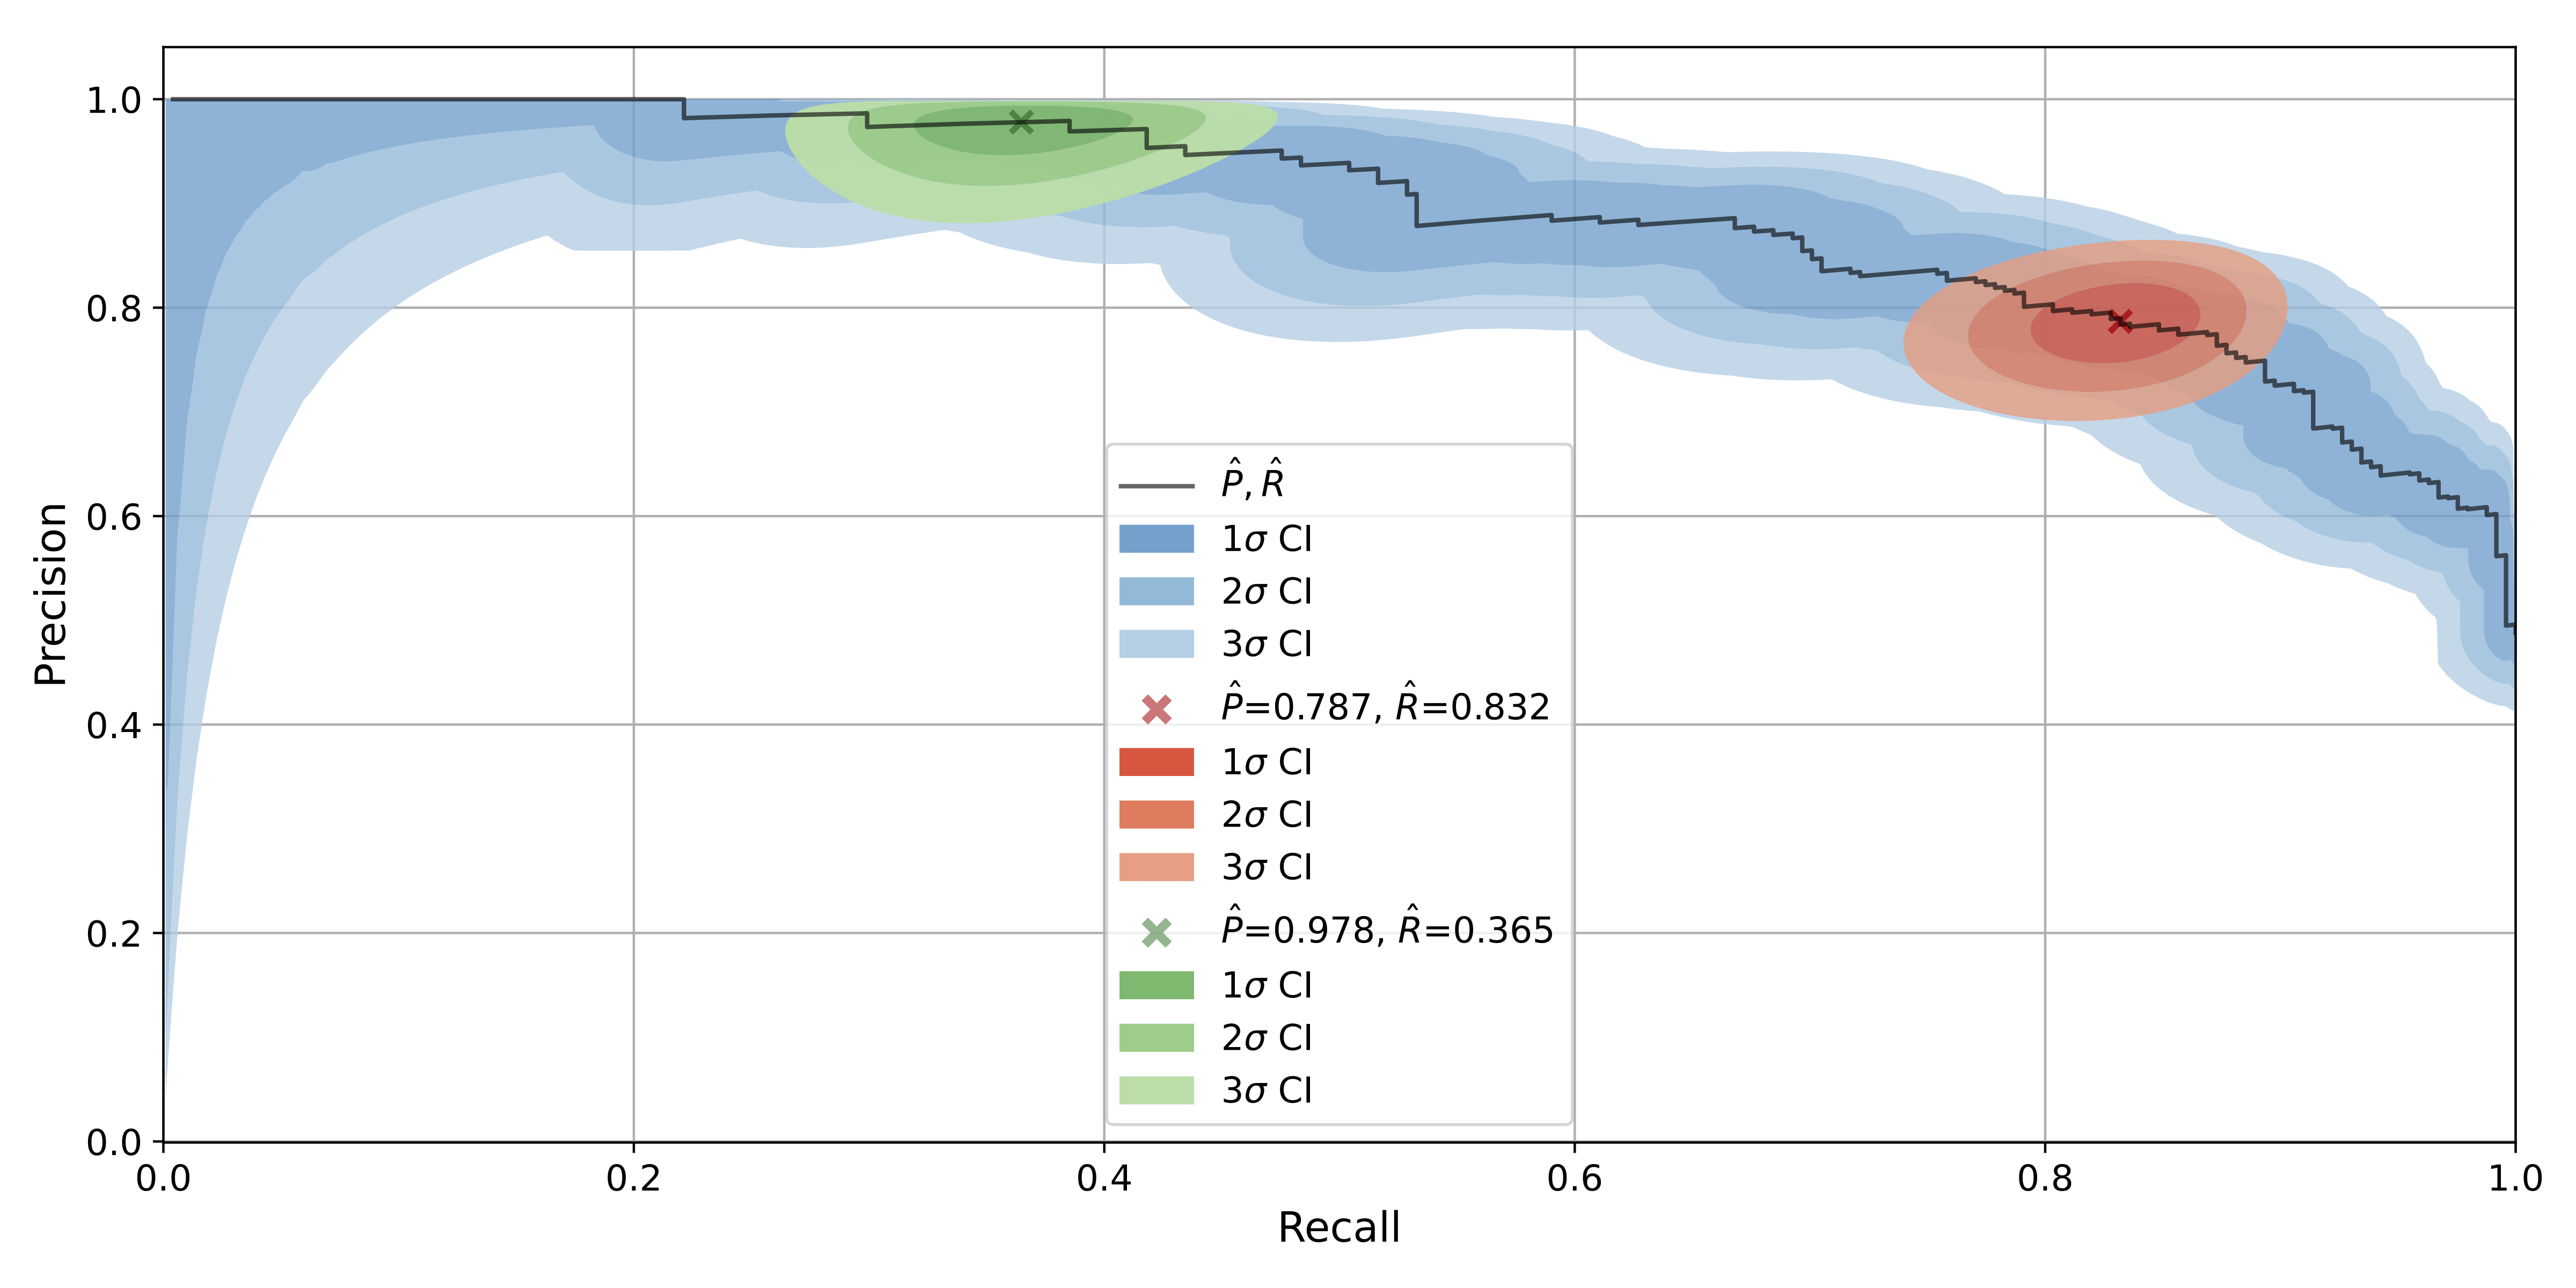 Precision
1.0
0.8
0.6
0.4
0.2
0.0
P̂, R̂
1σ CI
2σ CI
3σ CI
P̂=0.787, R̂=0.832
1σ CI
2σ CI
3σ CI
P̂=0.978, R̂=0.365
1σ CI
2σ CI
3σ CI
0.0 0.2 0.4 0.6 0.8 1.0
Recall